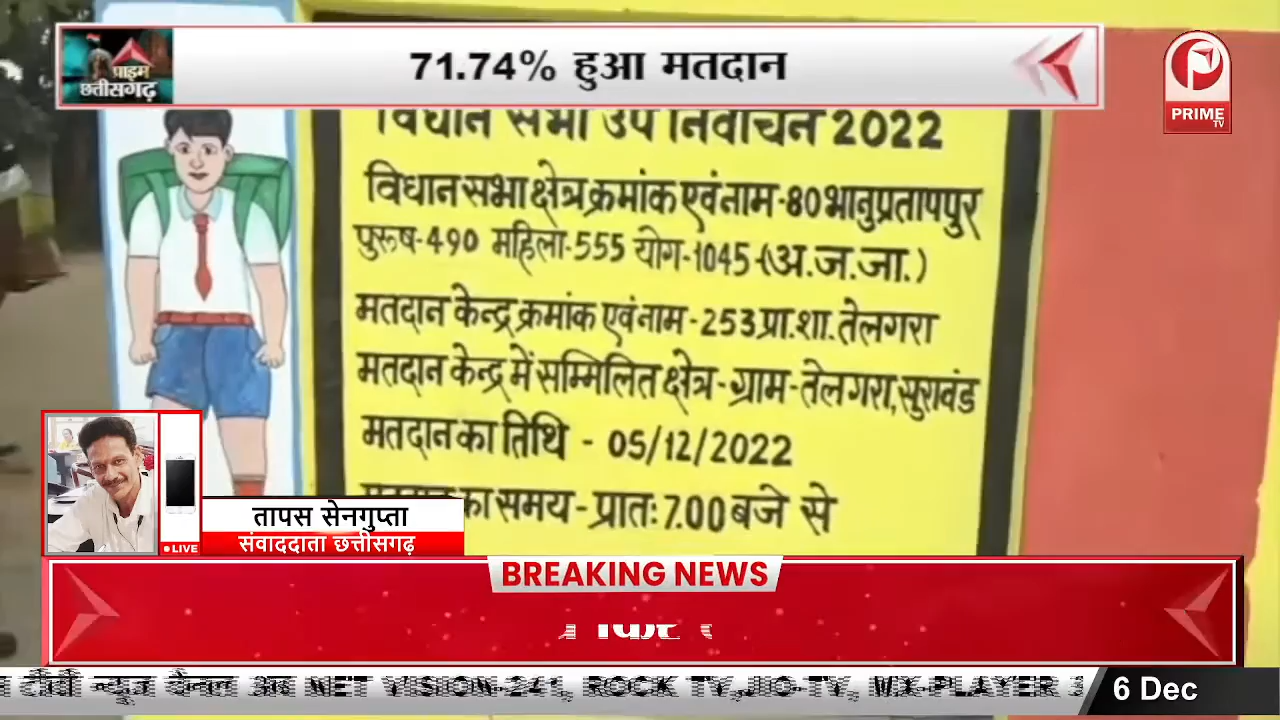 71.74% हुआ मतदान
प्राइम
छत्तीसगढ़
PRIME
TV
विधान सभा उप निर्वाचन 2022
विधान सभा क्षेत्र क्रमांक एवं नाम-80 भानुप्रतापपुर
पुरूष-490 महिला-555 योग-1045-(अ.ज.जा.)
मतदान केन्द्र क्रमांक एवं नाम-253 प्रा.शा. तेलगरा
मतदान केन्द्र में सम्मिलित क्षेत्र-ग्राम-तेलगरा, सुरावंड
मतदान का तिथि - 05/12/2022
का समय-प्रातः 7.00 बजे से
तापस सेनगुप्ता
संवाददाता छत्तीसगढ़
LIVE
BREAKING NEWS
टीवी न्यूज चैनल अब NET VISION-241, ROCK TV,JIO-TV, MX-PLAYER
6 Dec